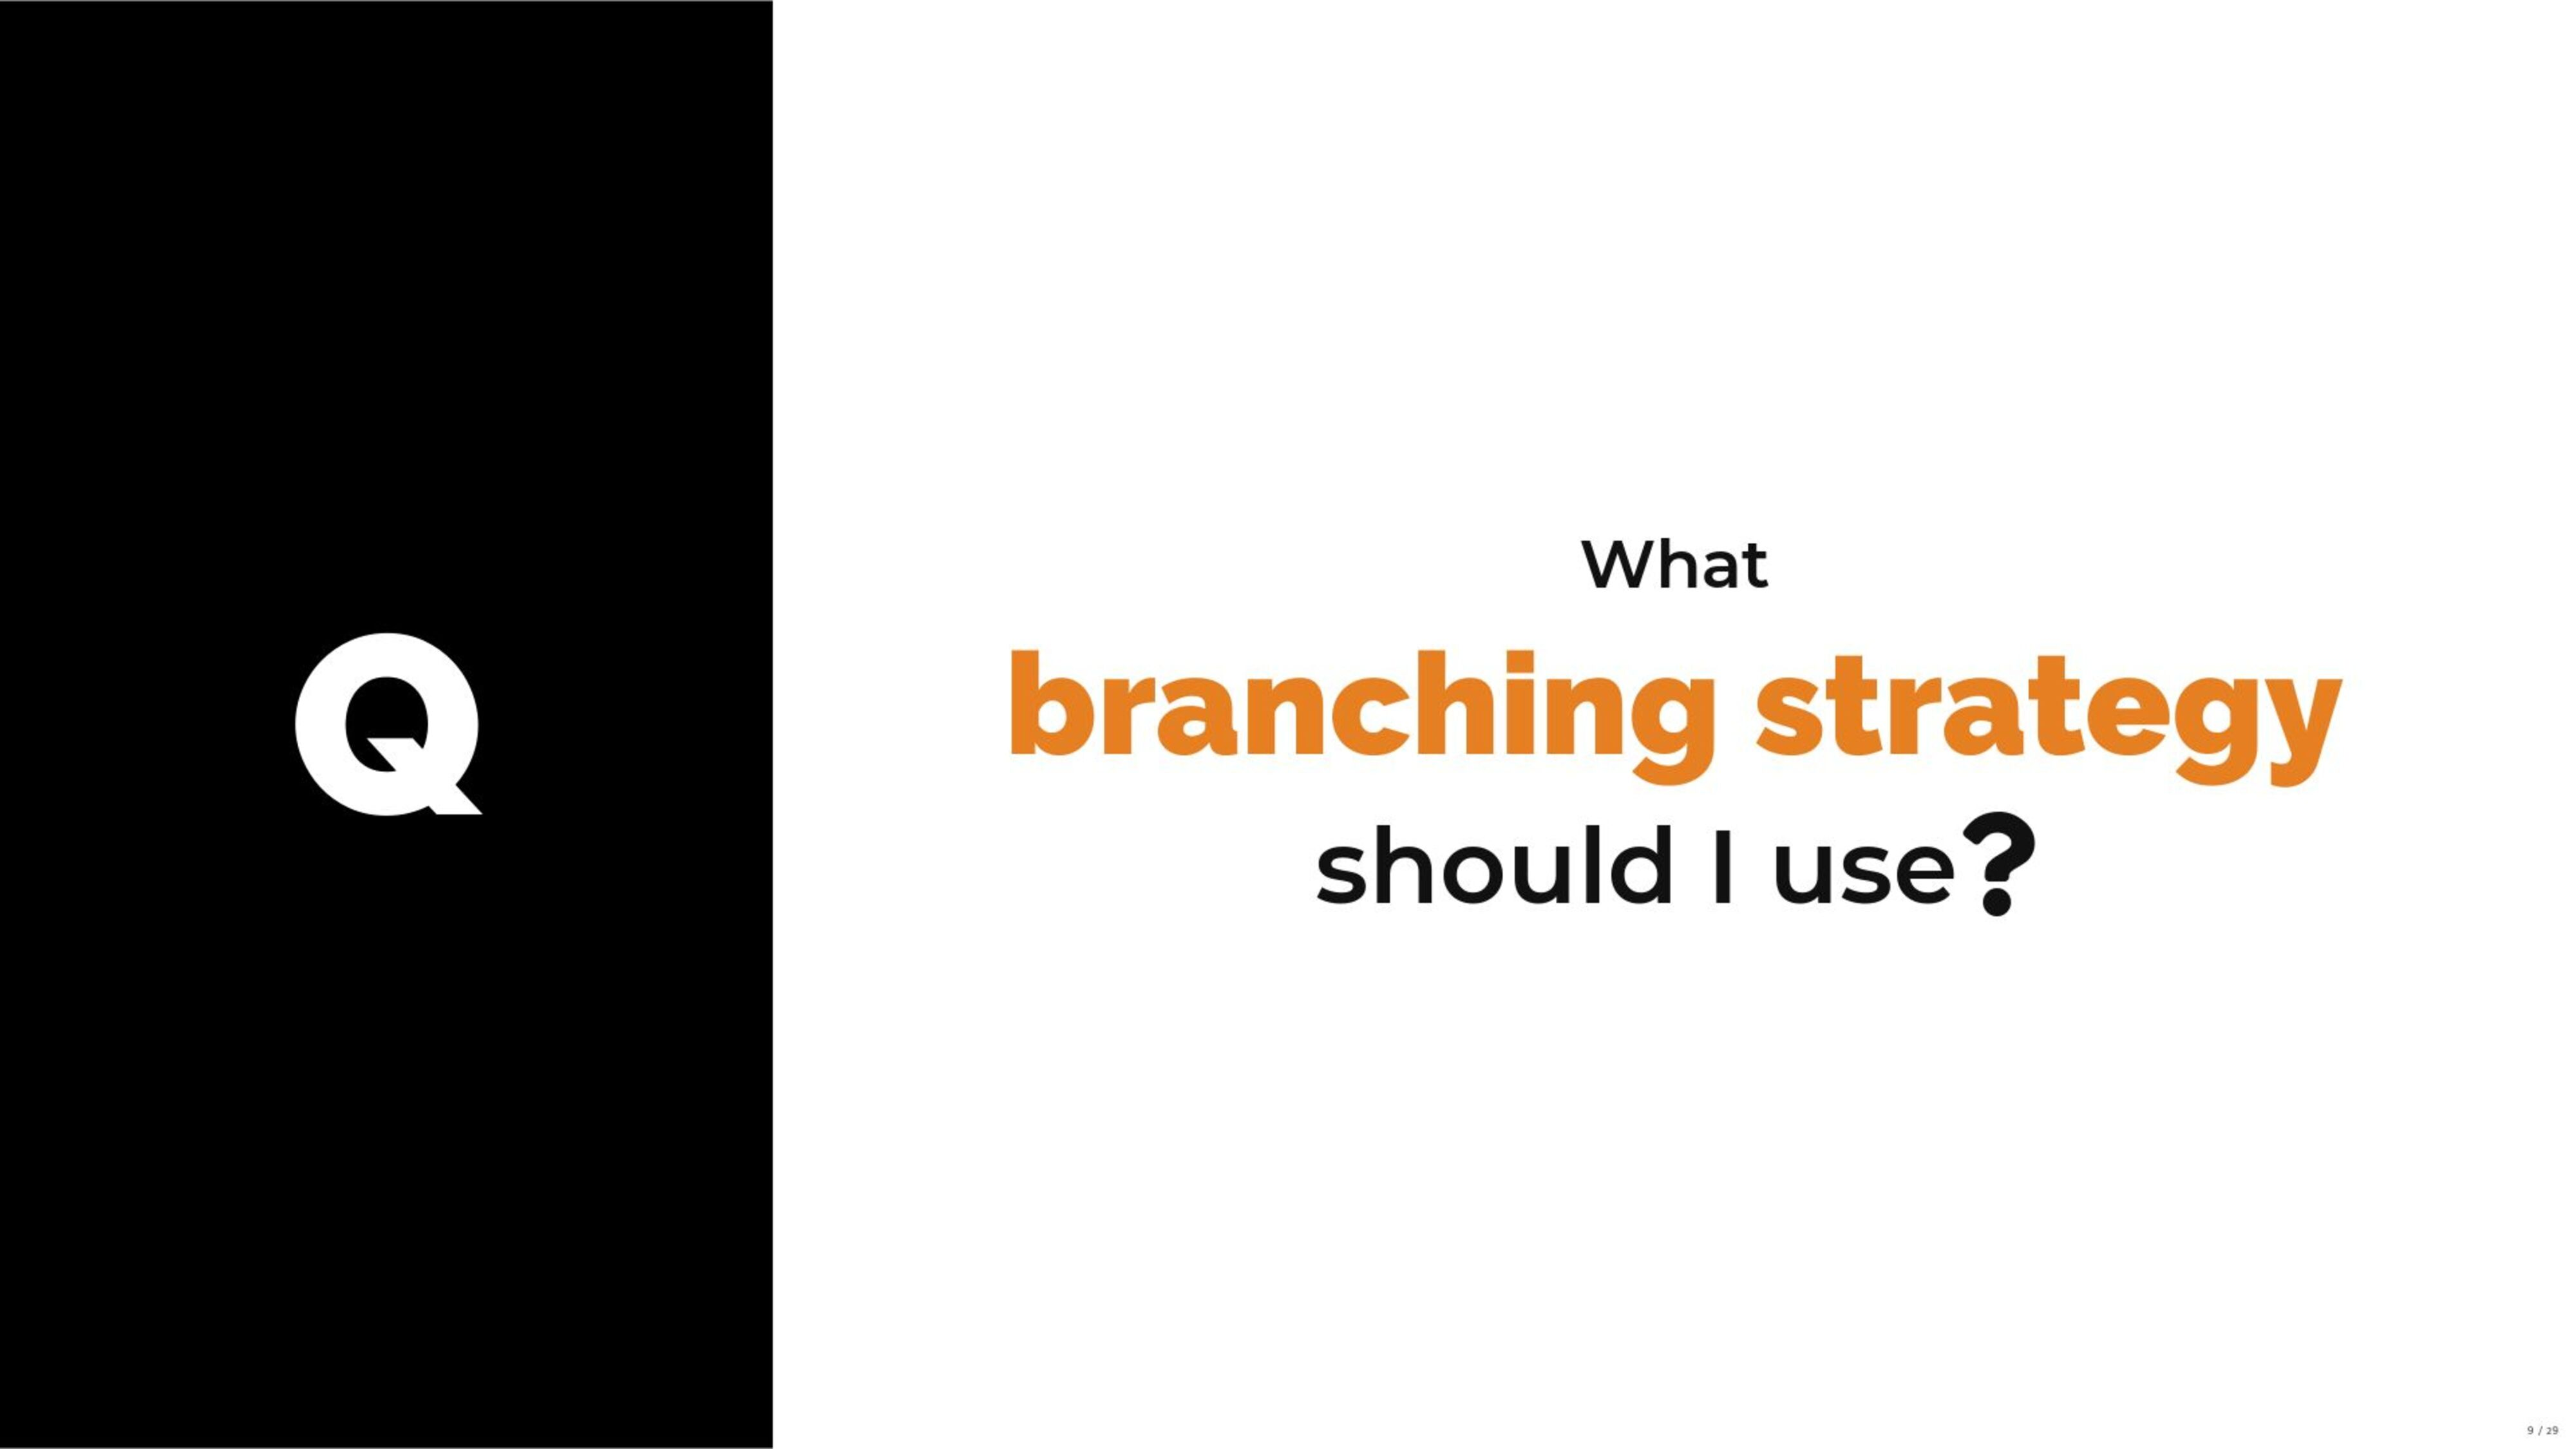 Q
What
branching strategy
should I use?
9 / 29